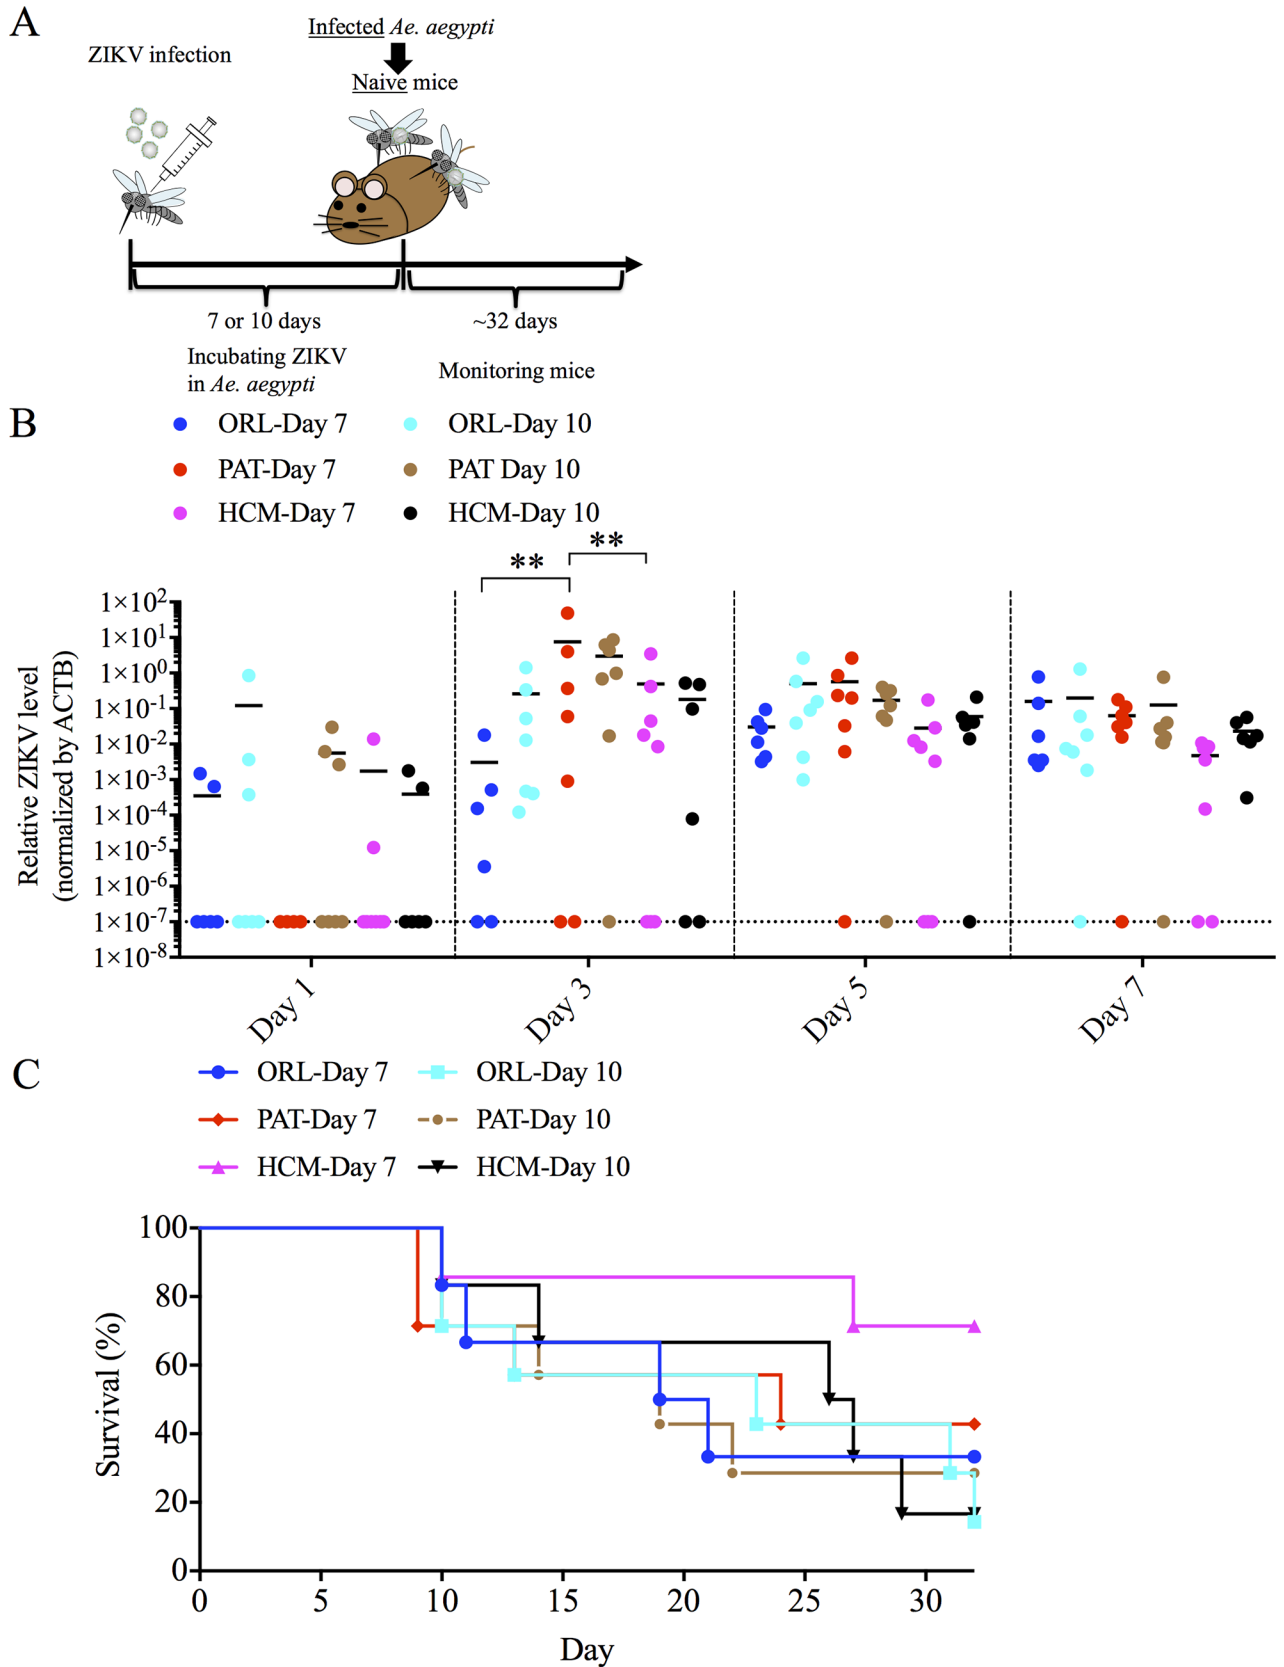 A
Infected Ae. aegypti
ZIKV infection
Naive mice
7 or 10 days
~32 days
Incubating ZIKV
in Ae. aegypti
Monitoring mice
B
ORL-Day 7
ORL-Day 10
PAT-Day 7
PAT Day 10
HCM-Day 7
HCM-Day 10
**
**
Relative ZIKV level
(normalized by ACTB)
1×10²
1×10¹
1×10⁰
1×10⁻¹
1×10⁻²
1×10⁻³
1×10⁻⁴
1×10⁻⁵
1×10⁻⁶
1×10⁻⁷
1×10⁻⁸
Day 1
Day 3
Day 5
Day 7
C
ORL-Day 7
ORL-Day 10
PAT-Day 7
PAT-Day 10
HCM-Day 7
HCM-Day 10
Survival (%)
100
80
60
40
20
0
0 5 10 15 20 25 30
Day